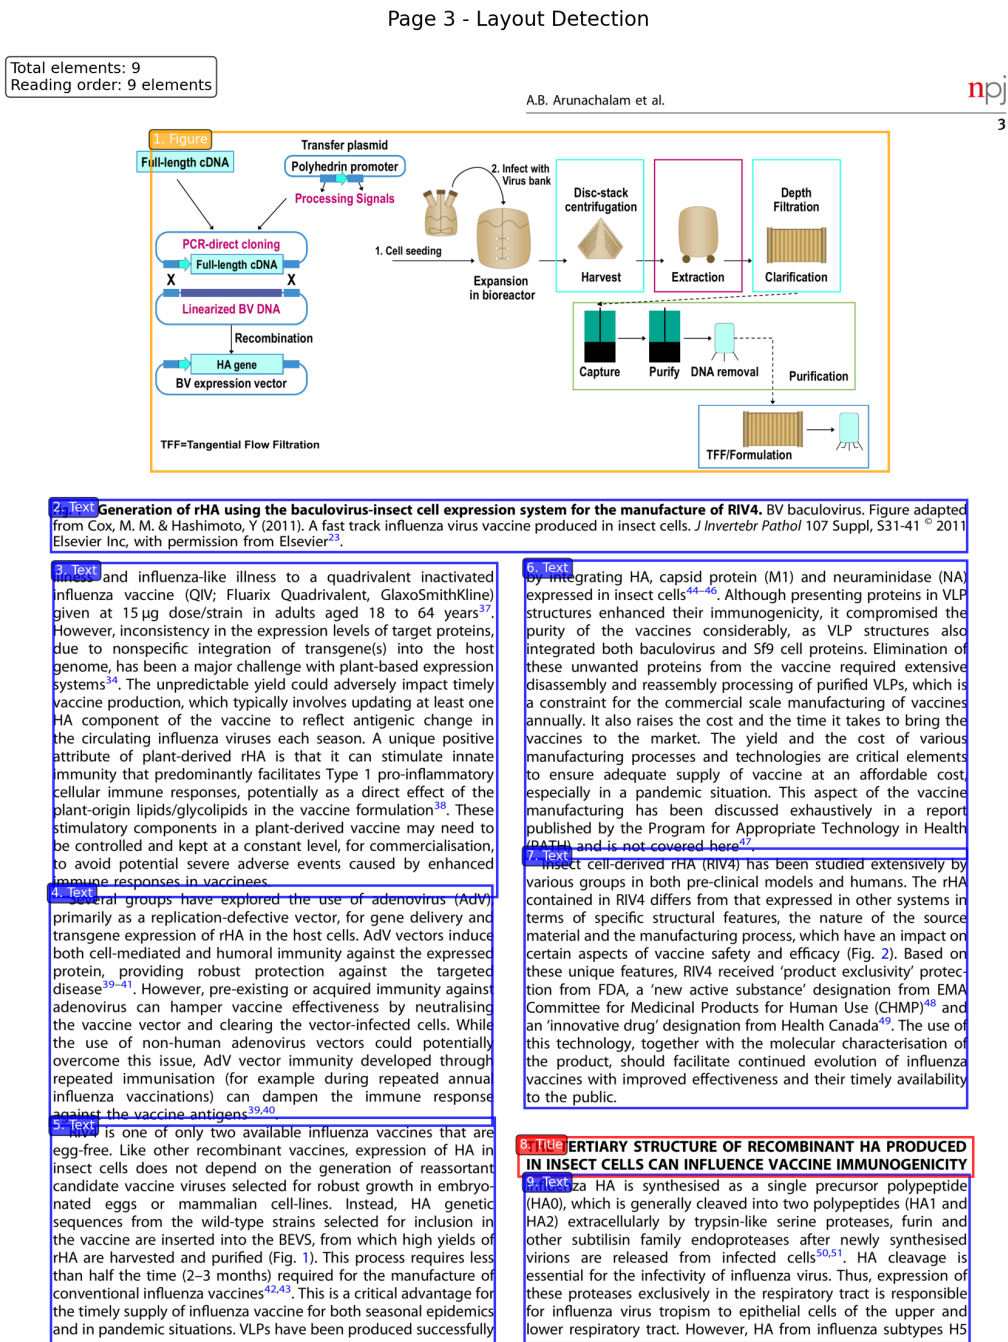 Page 3 - Layout Detection
Total elements: 9
Reading order: 9 elements
A.B. Arunachalam et al.
npj
3
1. Figure
Full-length cDNA
Transfer plasmid
Polyhedrin promoter
Processing Signals
PCR-direct cloning
Full-length cDNA
X X
Linearized BV DNA
Recombination
HA gene
BV expression vector
TFF=Tangential Flow Filtration
1. Cell seeding
2. Infect with
Virus bank
Expansion
in bioreactor
Disc-stack
centrifugation
Harvest
Extraction
Depth
Filtration
Clarification
Capture
Purify
DNA removal
Purification
TFF/Formulation
2. Text
Generation of rHA using the baculovirus-insect cell expression system for the manufacture of RIV4. BV baculovirus. Figure adapted
from Cox, M. M. & Hashimoto, Y (2011). A fast track influenza virus vaccine produced in insect cells. J Invertebr Pathol 107 Suppl, S31-41 © 2011
Elsevier Inc, with permission from Elsevier23.
3. Text
illness and influenza-like illness to a quadrivalent inactivated
influenza vaccine (QIV; Fluarix Quadrivalent, GlaxoSmithKline)
given at 15 μg dose/strain in adults aged 18 to 64 years37.
However, inconsistency in the expression levels of target proteins,
due to nonspecific integration of transgene(s) into the host
genome, has been a major challenge with plant-based expression
systems34. The unpredictable yield could adversely impact timely
vaccine production, which typically involves updating at least one
HA component of the vaccine to reflect antigenic change in
the circulating influenza viruses each season. A unique positive
attribute of plant-derived rHA is that it can stimulate innate
immunity that predominantly facilitates Type 1 pro-inflammatory
cellular immune responses, potentially as a direct effect of the
plant-origin lipids/glycolipids in the vaccine formulation38. These
stimulatory components in a plant-derived vaccine may need to
be controlled and kept at a constant level, for commercialisation,
to avoid potential severe adverse events caused by enhanced
immune responses in vaccinees.
4. Text
Several groups have explored the use of adenovirus (AdV)
primarily as a replication-defective vector, for gene delivery and
transgene expression of rHA in the host cells. AdV vectors induce
both cell-mediated and humoral immunity against the expressed
protein, providing robust protection against the targeted
disease39–41. However, pre-existing or acquired immunity against
adenovirus can hamper vaccine effectiveness by neutralising
the vaccine vector and clearing the vector-infected cells. While
the use of non-human adenovirus vectors could potentially
overcome this issue, AdV vector immunity developed through
repeated immunisation (for example during repeated annual
influenza vaccinations) can dampen the immune response
against the vaccine antigens39,40.
5. Text
RIV4 is one of only two available influenza vaccines that are
egg-free. Like other recombinant vaccines, expression of HA in
insect cells does not depend on the generation of reassortant
candidate vaccine viruses selected for robust growth in embryo-
nated eggs or mammalian cell-lines. Instead, HA genetic
sequences from the wild-type strains selected for inclusion in
the vaccine are inserted into the BEVS, from which high yields of
rHA are harvested and purified (Fig. 1). This process requires less
than half the time (2–3 months) required for the manufacture of
conventional influenza vaccines42,43. This is a critical advantage for
the timely supply of influenza vaccine for both seasonal epidemics
and in pandemic situations. VLPs have been produced successfully
6. Text
by integrating HA, capsid protein (M1) and neuraminidase (NA)
expressed in insect cells44–46. Although presenting proteins in VLP
structures enhanced their immunogenicity, it compromised the
purity of the vaccines considerably, as VLP structures also
integrated both baculovirus and Sf9 cell proteins. Elimination of
these unwanted proteins from the vaccine required extensive
disassembly and reassembly processing of purified VLPs, which is
a constraint for the commercial scale manufacturing of vaccines
annually. It also raises the cost and the time it takes to bring the
vaccines to the market. The yield and the cost of various
manufacturing processes and technologies are critical elements
to ensure adequate supply of vaccine at an affordable cost,
especially in a pandemic situation. This aspect of the vaccine
manufacturing has been discussed exhaustively in a report
published by the Program for Appropriate Technology in Health
(PATH) and is not covered here47.
7. Text
Insect cell-derived rHA (RIV4) has been studied extensively by
various groups in both pre-clinical models and humans. The rHA
contained in RIV4 differs from that expressed in other systems in
terms of specific structural features, the nature of the source
material and the manufacturing process, which have an impact on
certain aspects of vaccine safety and efficacy (Fig. 2). Based on
these unique features, RIV4 received ‘product exclusivity’ protec-
tion from FDA, a ‘new active substance’ designation from EMA
Committee for Medicinal Products for Human Use (CHMP)48 and
an ‘innovative drug’ designation from Health Canada49. The use of
this technology, together with the molecular characterisation of
the product, should facilitate continued evolution of influenza
vaccines with improved effectiveness and their timely availability
to the public.
8. Title
TERTIARY STRUCTURE OF RECOMBINANT HA PRODUCED
IN INSECT CELLS CAN INFLUENCE VACCINE IMMUNOGENICITY
9. Text
Influenza HA is synthesised as a single precursor polypeptide
(HA0), which is generally cleaved into two polypeptides (HA1 and
HA2) extracellularly by trypsin-like serine proteases, furin and
other subtilisin family endoproteases after newly synthesised
virions are released from infected cells50,51. HA cleavage is
essential for the infectivity of influenza virus. Thus, expression of
these proteases exclusively in the respiratory tract is responsible
for influenza virus tropism to epithelial cells of the upper and
lower respiratory tract. However, HA from influenza subtypes H5